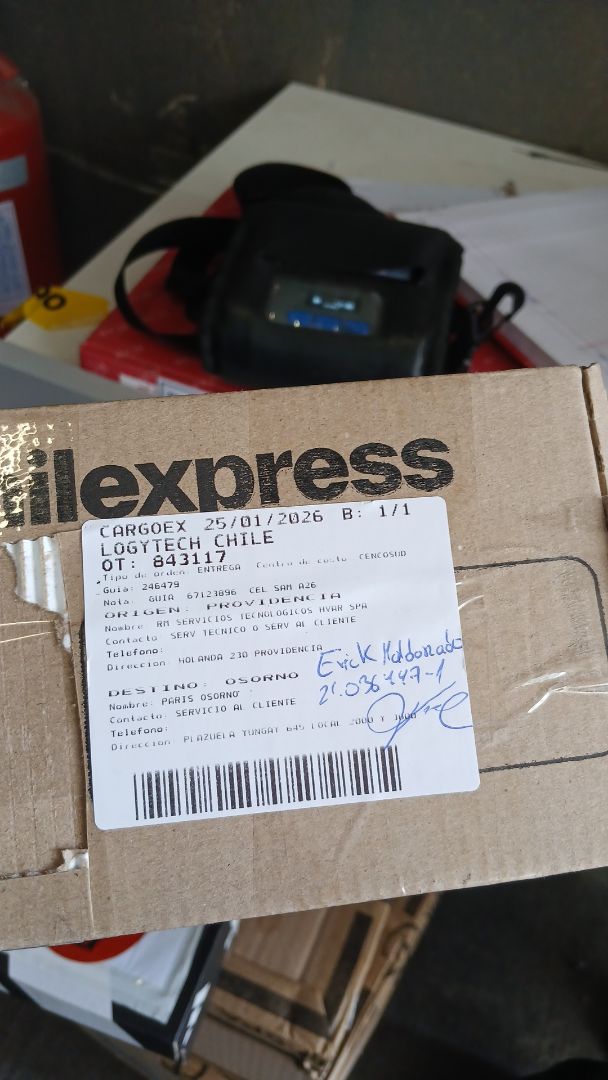 ilexpress
CARGOEX 25/01/2026 B: 1/1
LOGYTECH CHILE
OT: 843117
Tipo de orden: ENTREGA Centro de costo: CENCOSUD
Guia: 246479
Nota: GUIA 67123896 CEL SAM A26
ORIGEN: PROVIDENCIA
Nombre: RM SERVICIOS TECNOLOGICOS HVAR SPA
Contacto: SERV TECNICO O SERV AL CLIENTE
Telefono:
Direccion: HOLANDA 230 PROVIDENCIA
Erick Maldonado
21.036
DESTINO: OSORNO
Nombre: PARIS OSORNO
Contacto: SERVICIO AL CLIENTE
Telefono:
Direccion: PLAZUELA YUNGAY 645 LOCAL 2000 Y 3000